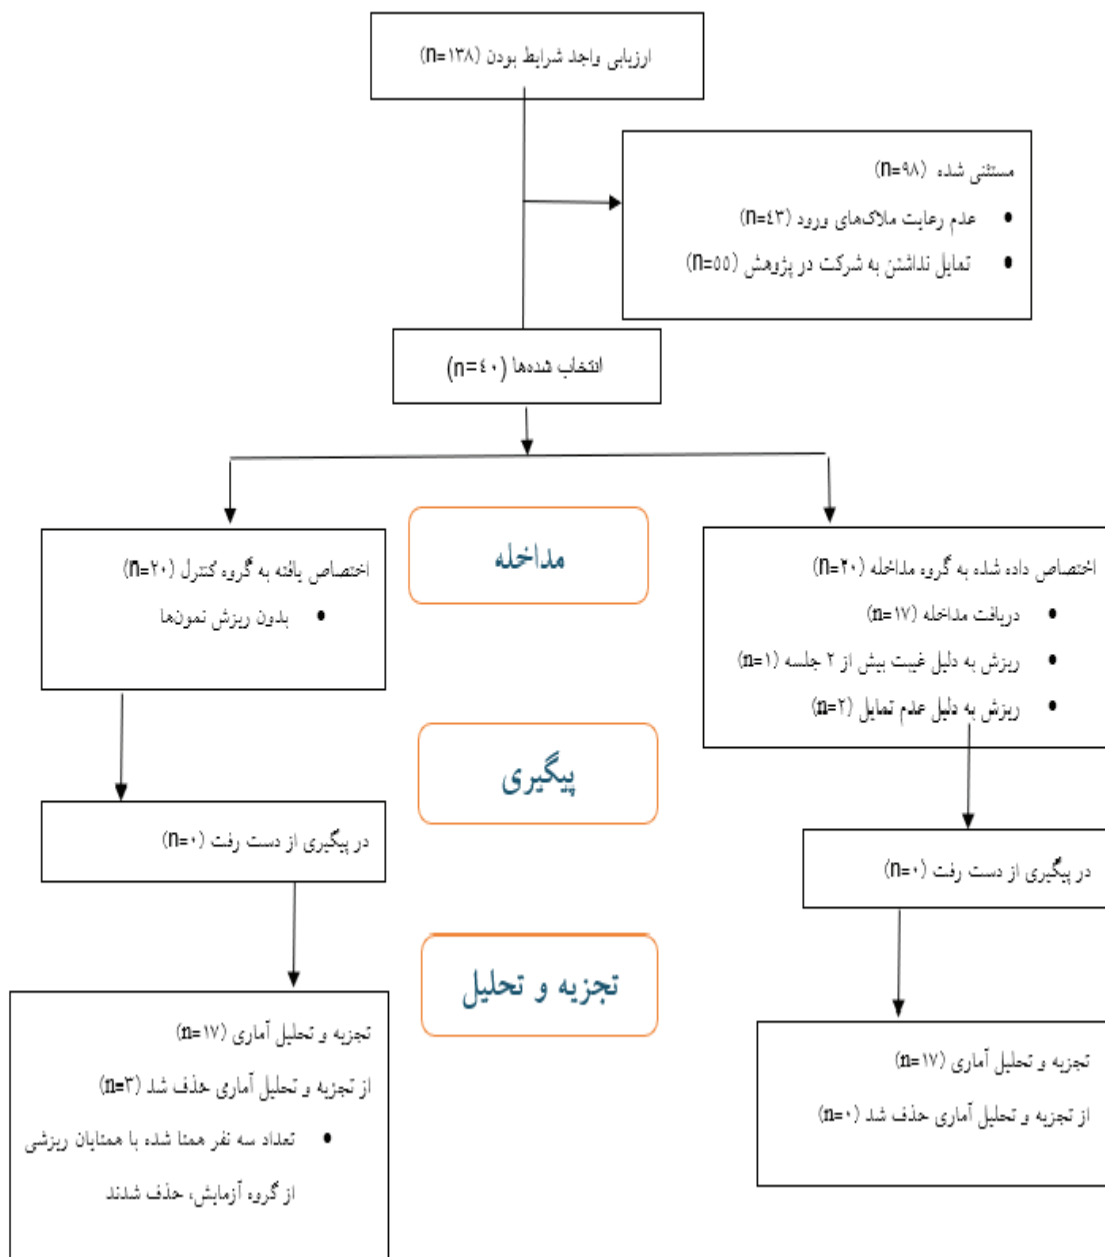 ارزیابی واجد شرایط بودن (n=۱۳۸)
مستثنی شده (n=۹۸)
• عدم رعایت ملاک‌های ورود (n=٤۳)
• تمایل نداشتن به شرکت در پژوهش (n=٥٥)
انتخاب شده‌ها (n=٤۰)
مداخله
اختصاص داده شده به گروه مداخله (n=۲۰)
• دریافت مداخله (n=۱۷)
• ریزش به دلیل غیبت بیش از ۲ جلسه (n=۱)
• ریزش به دلیل عدم تمایل (n=۲)
اختصاص یافته به گروه کنترل (n=۲۰)
• بدون ریزش نمون‌ها
پیگیری
در پیگیری از دست رفت (n=۰)
در پیگیری از دست رفت (n=۰)
تجزیه و تحلیل
تجزیه و تحلیل آماری (n=۱۷)
از تجزیه و تحلیل آماری حذف شد (n=۰)
تجزیه و تحلیل آماری (n=۱۷)
از تجزیه و تحلیل آماری حذف شد (n=۳)
• تعداد سه نفر همتا شده با همتایان ریزشی
از گروه آزمایش، حذف شدند